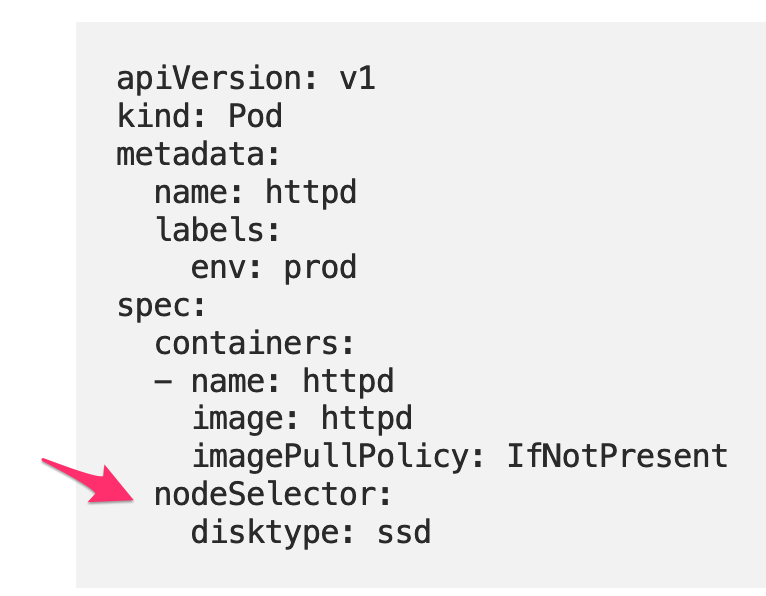 apiVersion: v1
kind: Pod
metadata:
  name: httpd
  labels:
    env: prod
spec:
  containers:
  - name: httpd
    image: httpd
    imagePullPolicy: IfNotPresent
  nodeSelector:
    disktype: ssd